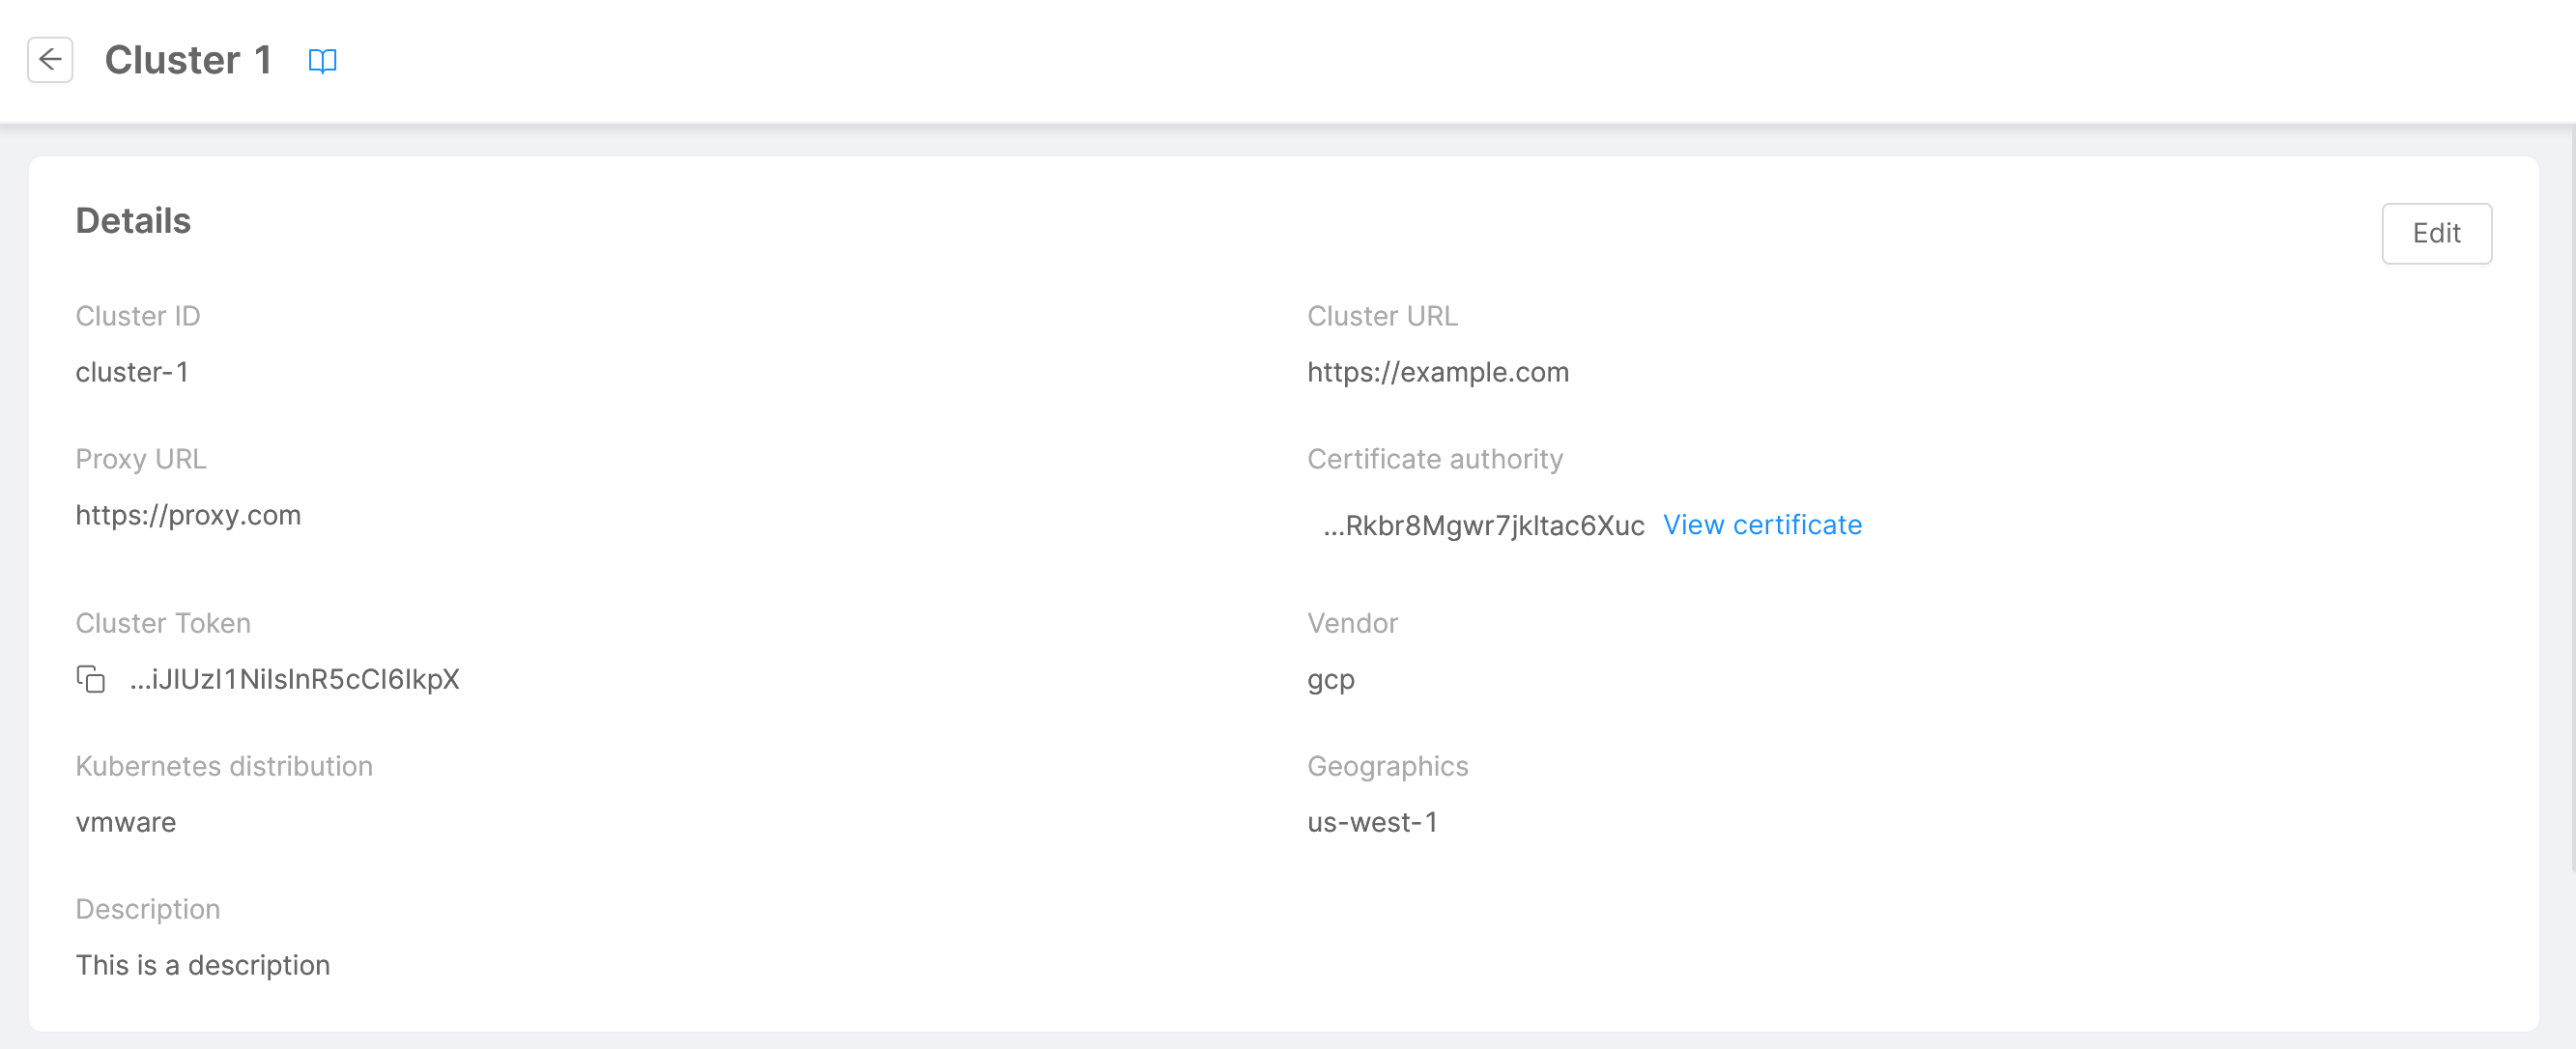 Cluster 1
Details
Edit
Cluster ID
cluster-1
Cluster URL
https://example.com
Proxy URL
https://proxy.com
Certificate authority
...Rkbr8Mgwr7jkltac6Xuc View certificate
Cluster Token
...iJIUzI1NiIsInR5cCI6IkpX
Vendor
gcp
Kubernetes distribution
vmware
Geographics
us-west-1
Description
This is a description